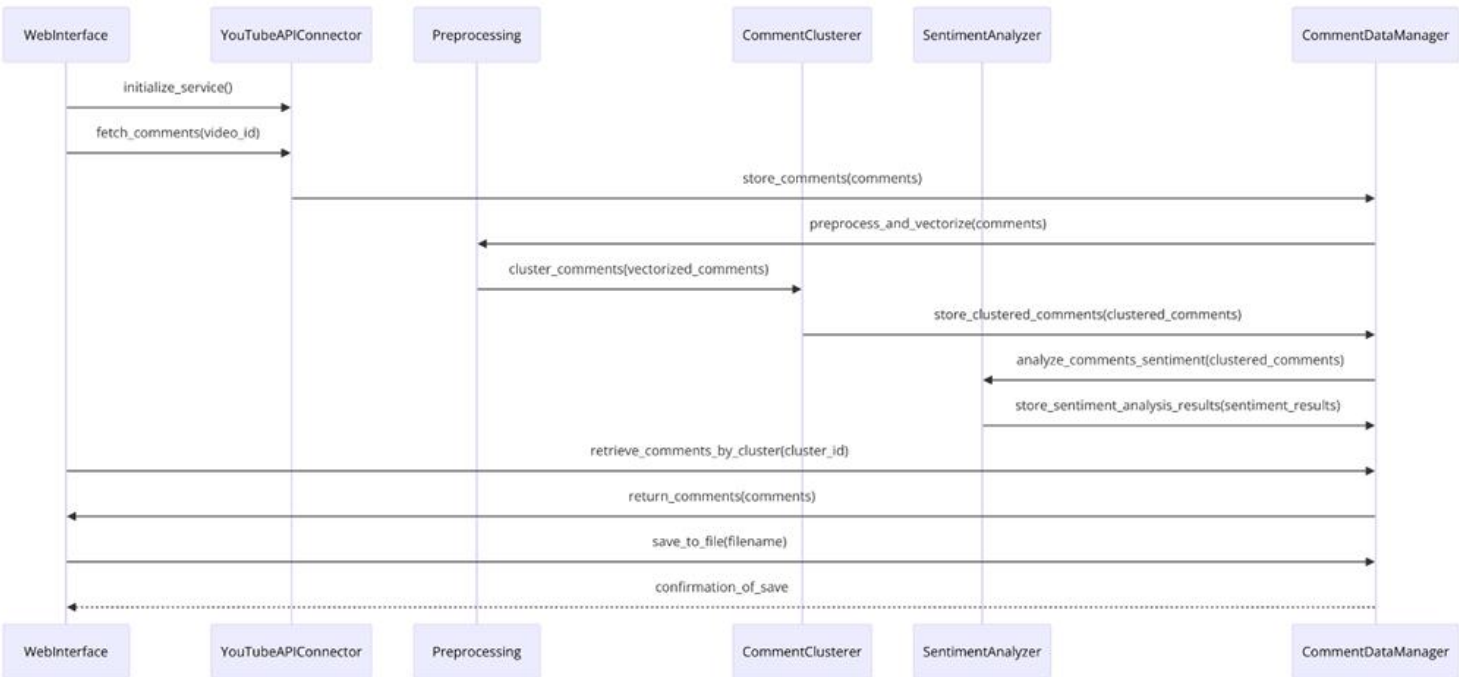 WebInterface YouTubeAPIConnector Preprocessing CommentClusterer SentimentAnalyzer CommentDataManager
initialize_service()
fetch_comments(video_id)
store_comments(comments)
preprocess_and_vectorize(comments)
cluster_comments(vectorized_comments)
store_clustered_comments(clustered_comments)
analyze_comments_sentiment(clustered_comments)
store_sentiment_analysis_results(sentiment_results)
retrieve_comments_by_cluster(cluster_id)
return_comments(comments)
save_to_file(filename)
confirmation_of_save
WebInterface YouTubeAPIConnector Preprocessing CommentClusterer SentimentAnalyzer CommentDataManager